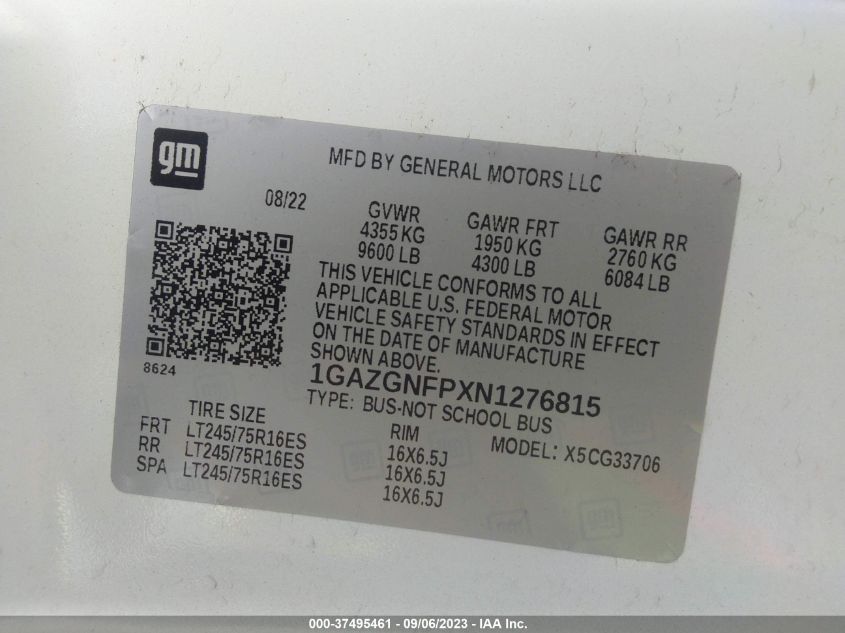 gm
MFD BY GENERAL MOTORS LLC
08/22
GVWR
4355 KG
9600 LB
GAWR FRT
1950 KG
4300 LB
GAWR RR
2760 KG
6084 LB
THIS VEHICLE CONFORMS TO ALL
APPLICABLE U.S. FEDERAL MOTOR
VEHICLE SAFETY STANDARDS IN EFFECT
ON THE DATE OF MANUFACTURE
SHOWN ABOVE.
8624
1GAZGNFPXN1276815
TYPE: BUS-NOT SCHOOL BUS
MODEL: X5CG33706
TIRE SIZE
RIM
FRT LT245/75R16ES 16X6.5J
RR LT245/75R16ES 16X6.5J
SPA LT245/75R16ES 16X6.5J
000-37495461 - 09/06/2023 - IAA Inc.